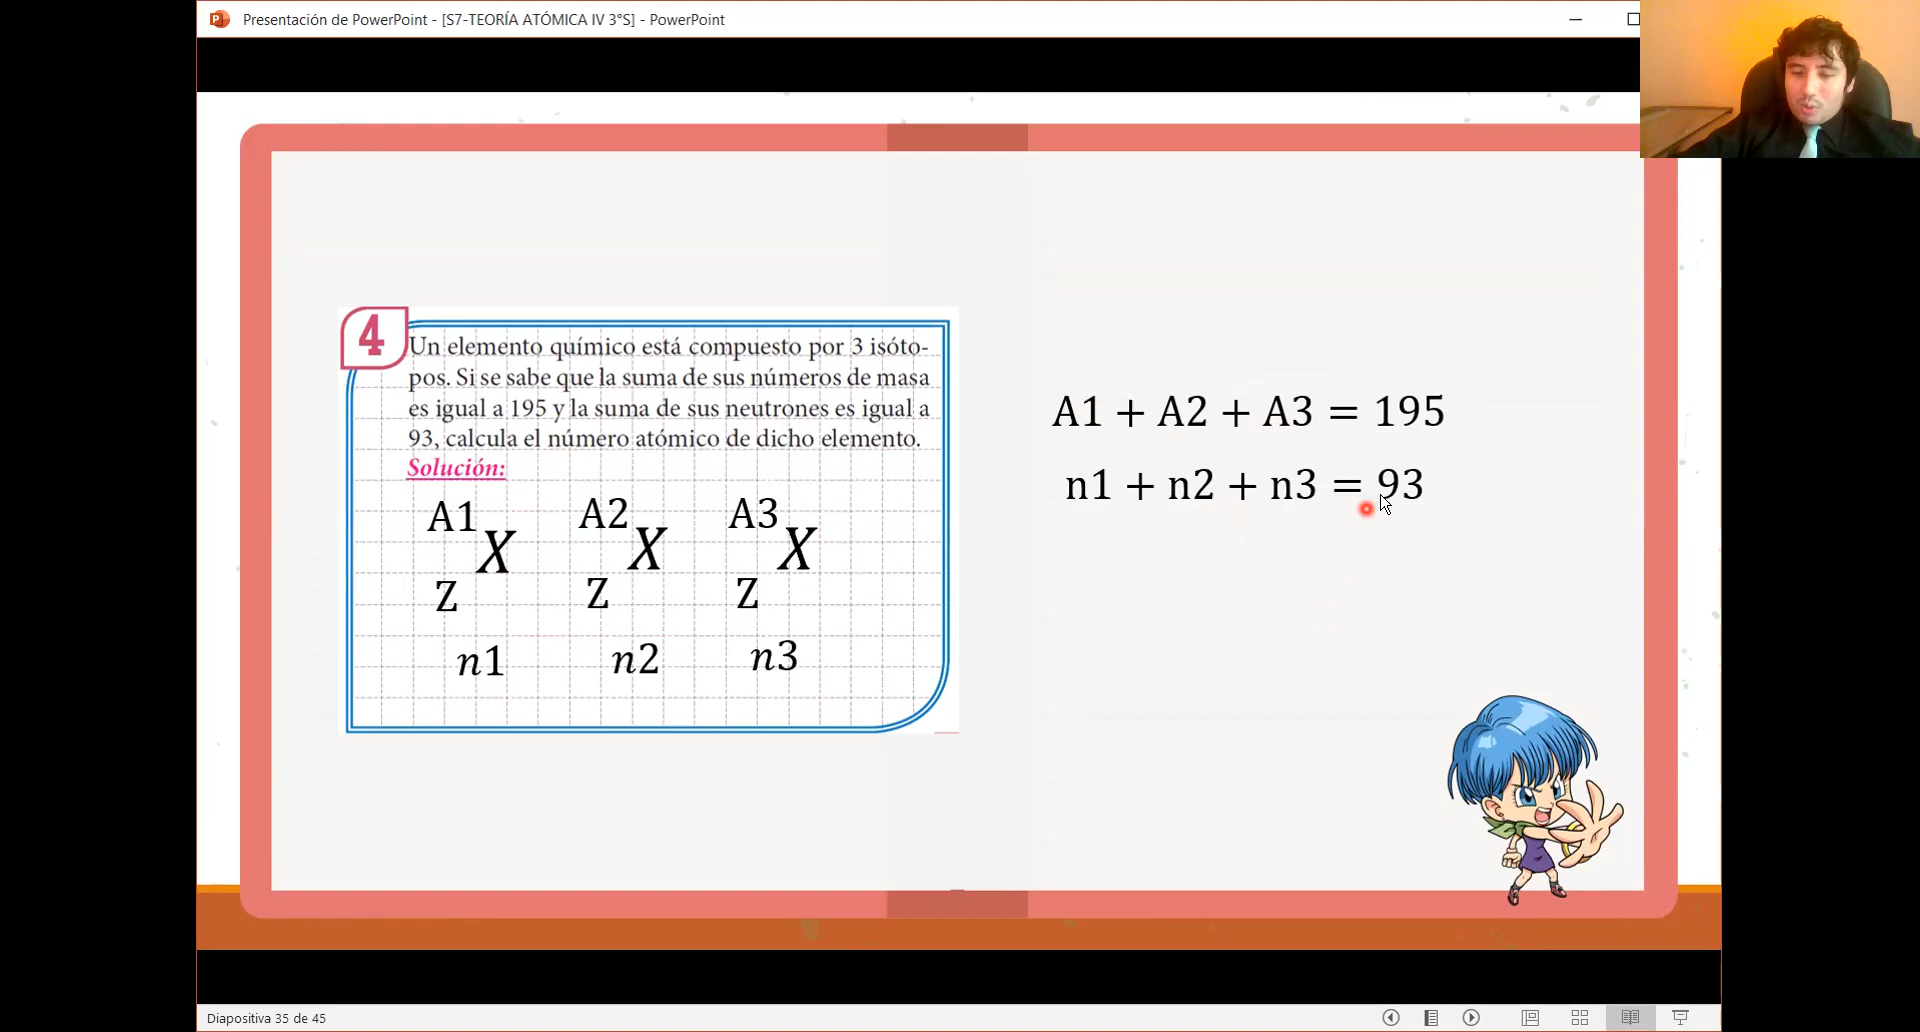 Presentación de PowerPoint - [S7-TEORÍA ATÓMICA IV 3°S] - PowerPoint
4
Un elemento químico está compuesto por 3 isóto-
pos. Si se sabe que la suma de sus números de masa
es igual a 195 y la suma de sus neutrones es igual a
93, calcula el número atómico de dicho elemento.
Solución:
A1 X A2 X A3 X
Z Z Z
n1 n2 n3
A1 + A2 + A3 = 195
n1 + n2 + n3 = 93
Diapositiva 35 de 45